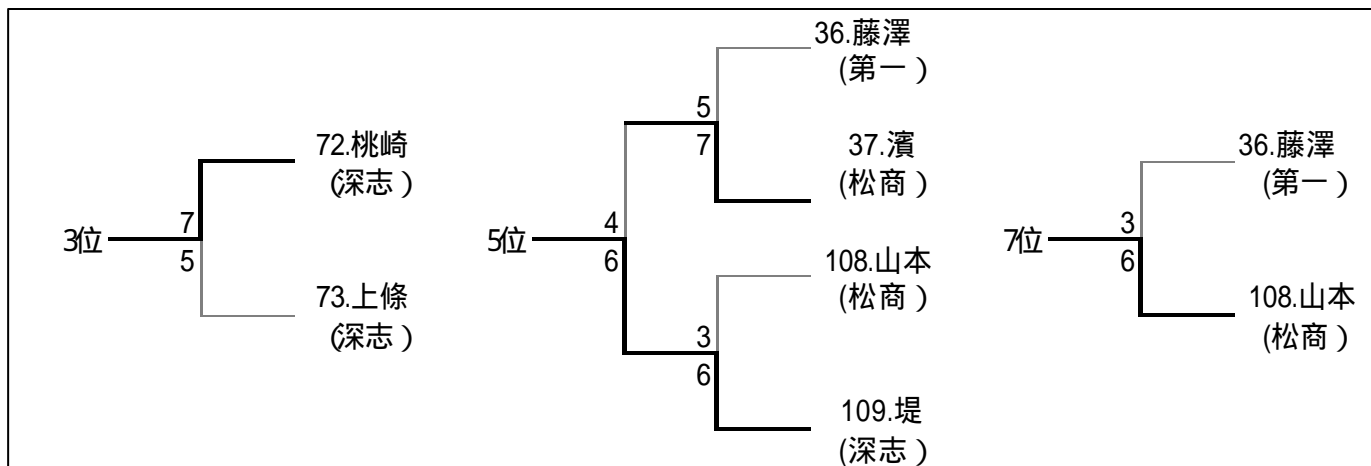 3位
7
5
72.桃崎
(深志)
73.上條
(深志)
5位
4
6
5
7
36.藤澤
(第一)
37.濱
(松商)
3
6
108.山本
(松商)
109.堤
(深志)
7位
3
6
36.藤澤
(第一)
108.山本
(松商)